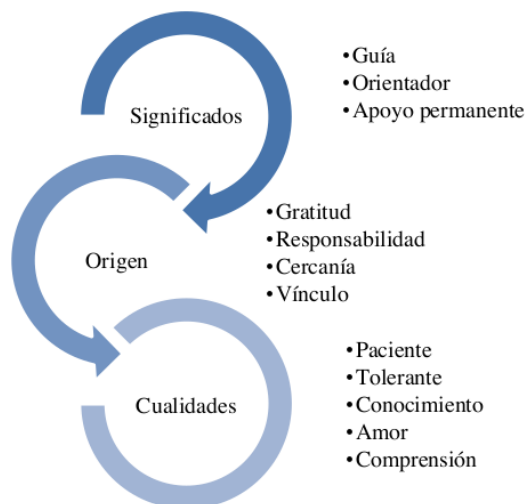 Significados
•Guía
•Orientador
•Apoyo permanente
Origen
•Gratitud
•Responsabilidad
•Cercanía
•Vínculo
Cualidades
•Paciente
•Tolerante
•Conocimiento
•Amor
•Comprensión